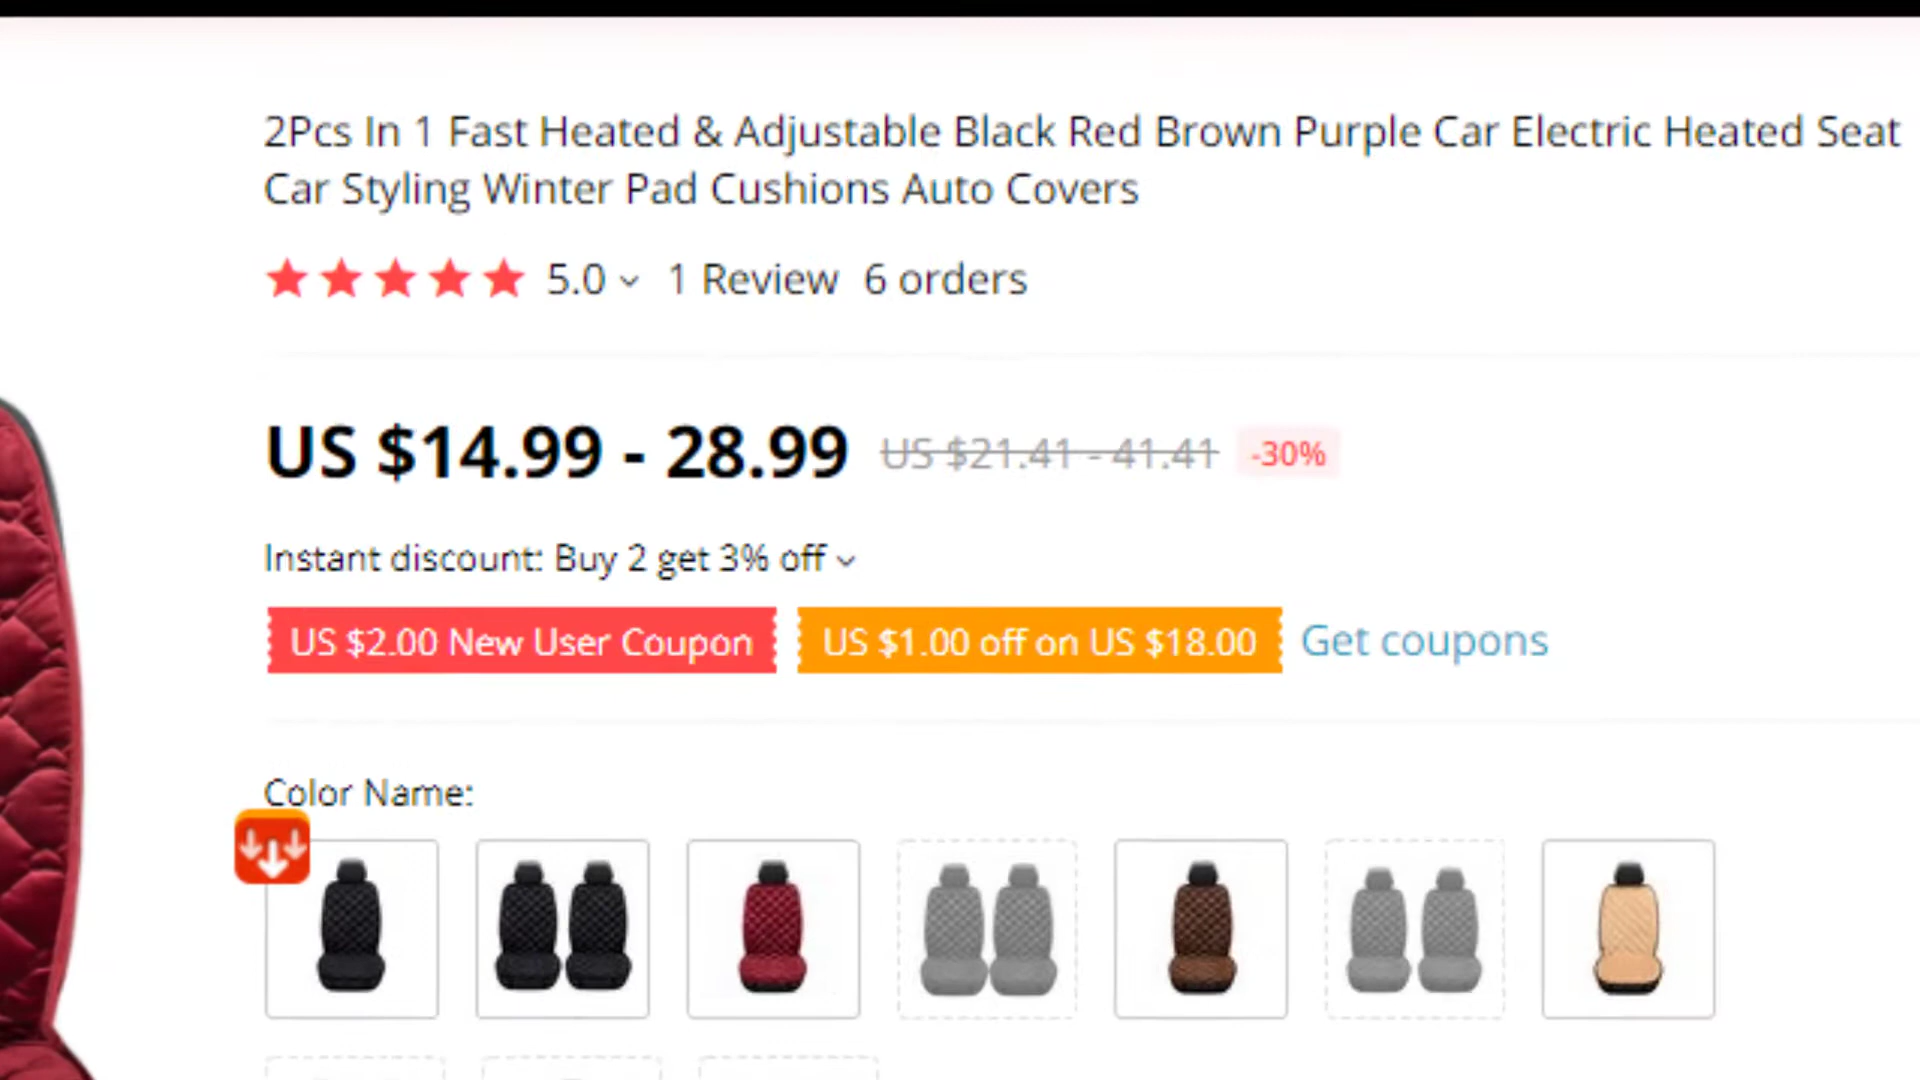 2Pcs In 1 Fast Heated & Adjustable Black Red Brown Purple Car Electric Heated Seat
Car Styling Winter Pad Cushions Auto Covers
5.0 1 Review 6 orders
US $14.99 - 28.99 US $21.41 - 41.41 -30%
Instant discount: Buy 2 get 3% off
US $2.00 New User Coupon US $1.00 off on US $18.00 Get coupons
Color Name: